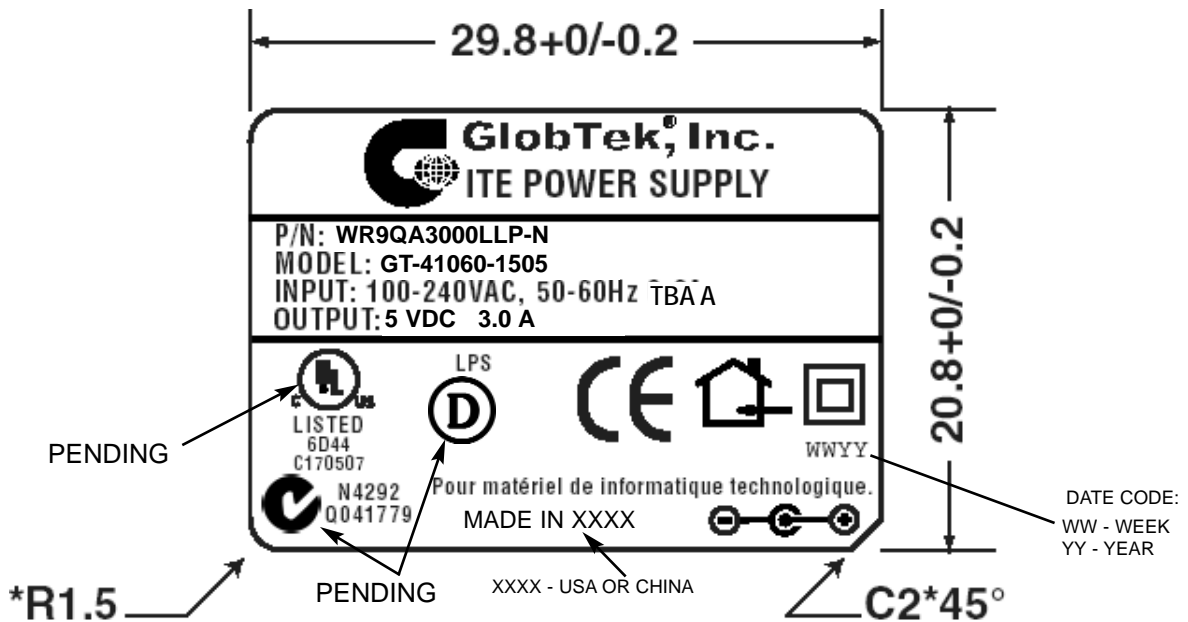 29.8+0/-0.2
GlobTek,® Inc.
ITE POWER SUPPLY
P/N: WR9QA3000LLP-N
MODEL: GT-41060-1505
INPUT: 100-240VAC, 50-60Hz TBA A
OUTPUT: 5 VDC 3.0 A
20.8+0/-0.2
UL
C US
LISTED
6D44
C170507
PENDING
LPS
D
CE
WWYY
N4292
Q041779
Pour matériel de informatique technologique.
MADE IN XXXX
DATE CODE:
WW - WEEK
YY - YEAR
PENDING
XXXX - USA OR CHINA
*R1.5
C2*45°